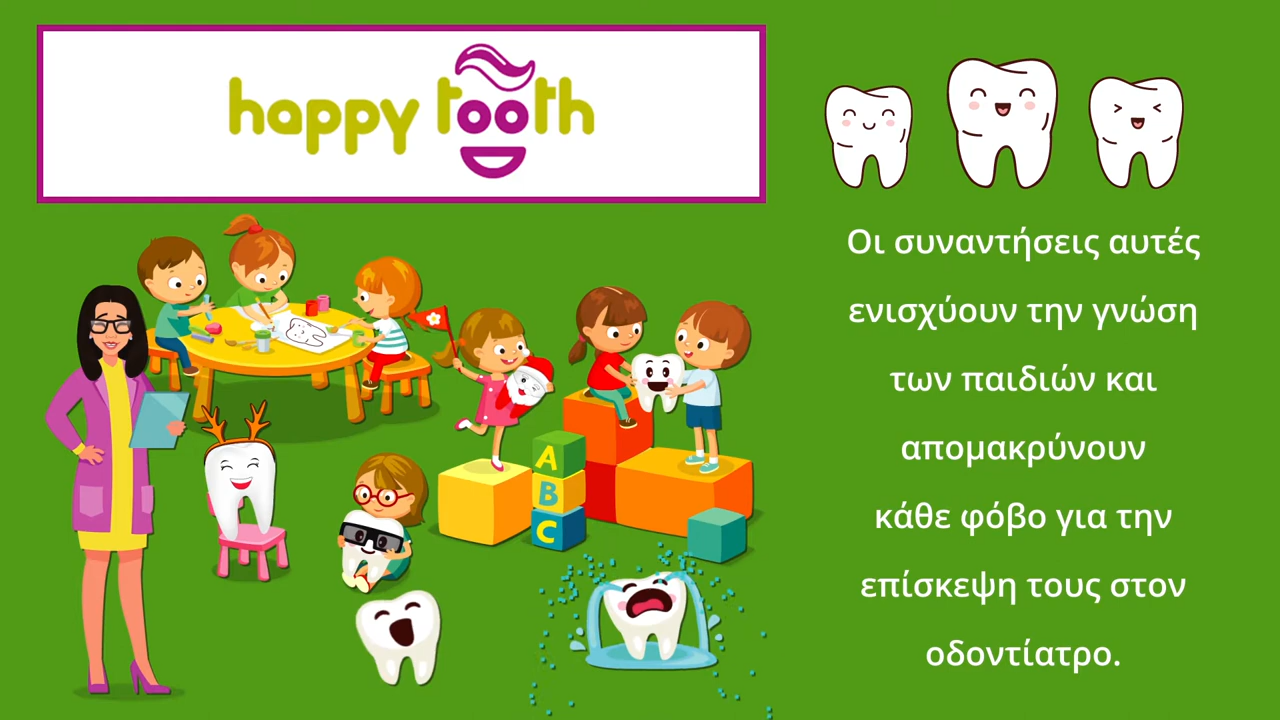 happy tooth
Οι συναντήσεις αυτές
ενισχύουν την γνώση
των παιδιών και
απομακρύνουν
κάθε φόβο για την
επίσκεψη τους στον
οδοντίατρο.
A
B
C